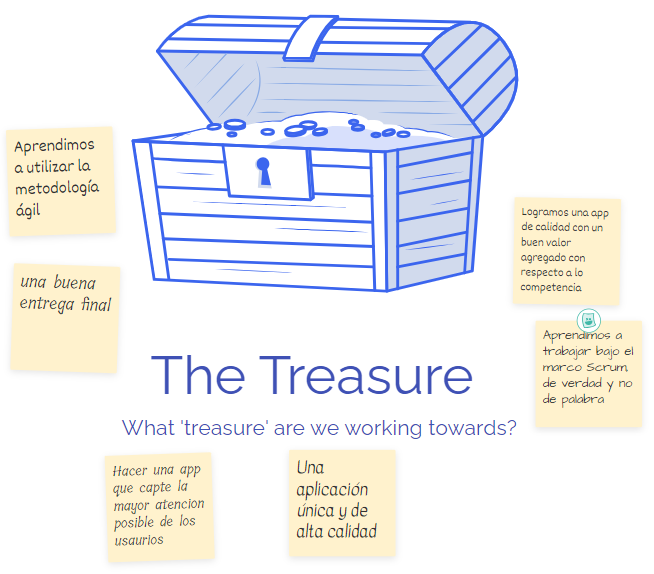 Aprendimos
a utilizar la
metodología
ágil
una buena
entrega final
Logramos una app
de calidad con un
buen valor
agregado con
respecto a lo
competencia
Aprendimos a
trabajar bajo el
marco Scrum,
de verdad y no
de palabra
The Treasure
What 'treasure' are we working towards?
Hacer una app
que capte la
mayor atencion
posible de los
usaurios
Una
aplicación
única y de
alta calidad